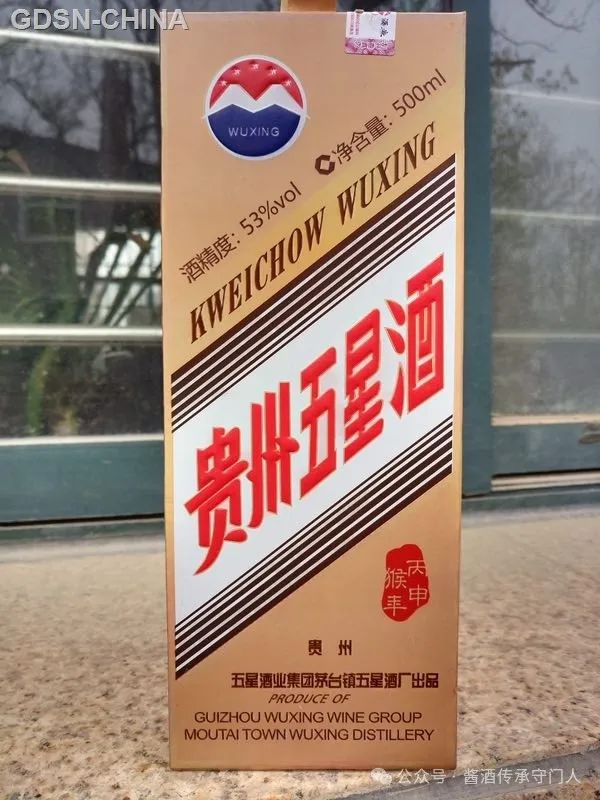 GDSN-CHINA
酒业
WUXING
酒精度：53%vol 净含量：500ml
KWEICHOW WUXING
贵州五星酒
丙申
猴年
贵州
五星酒业集团茅台镇五星酒厂出品
PRODUCE OF
GUIZHOU WUXING WINE GROUP
MOUTAI TOWN WUXING DISTILLERY
公众号·酱酒传承守门人